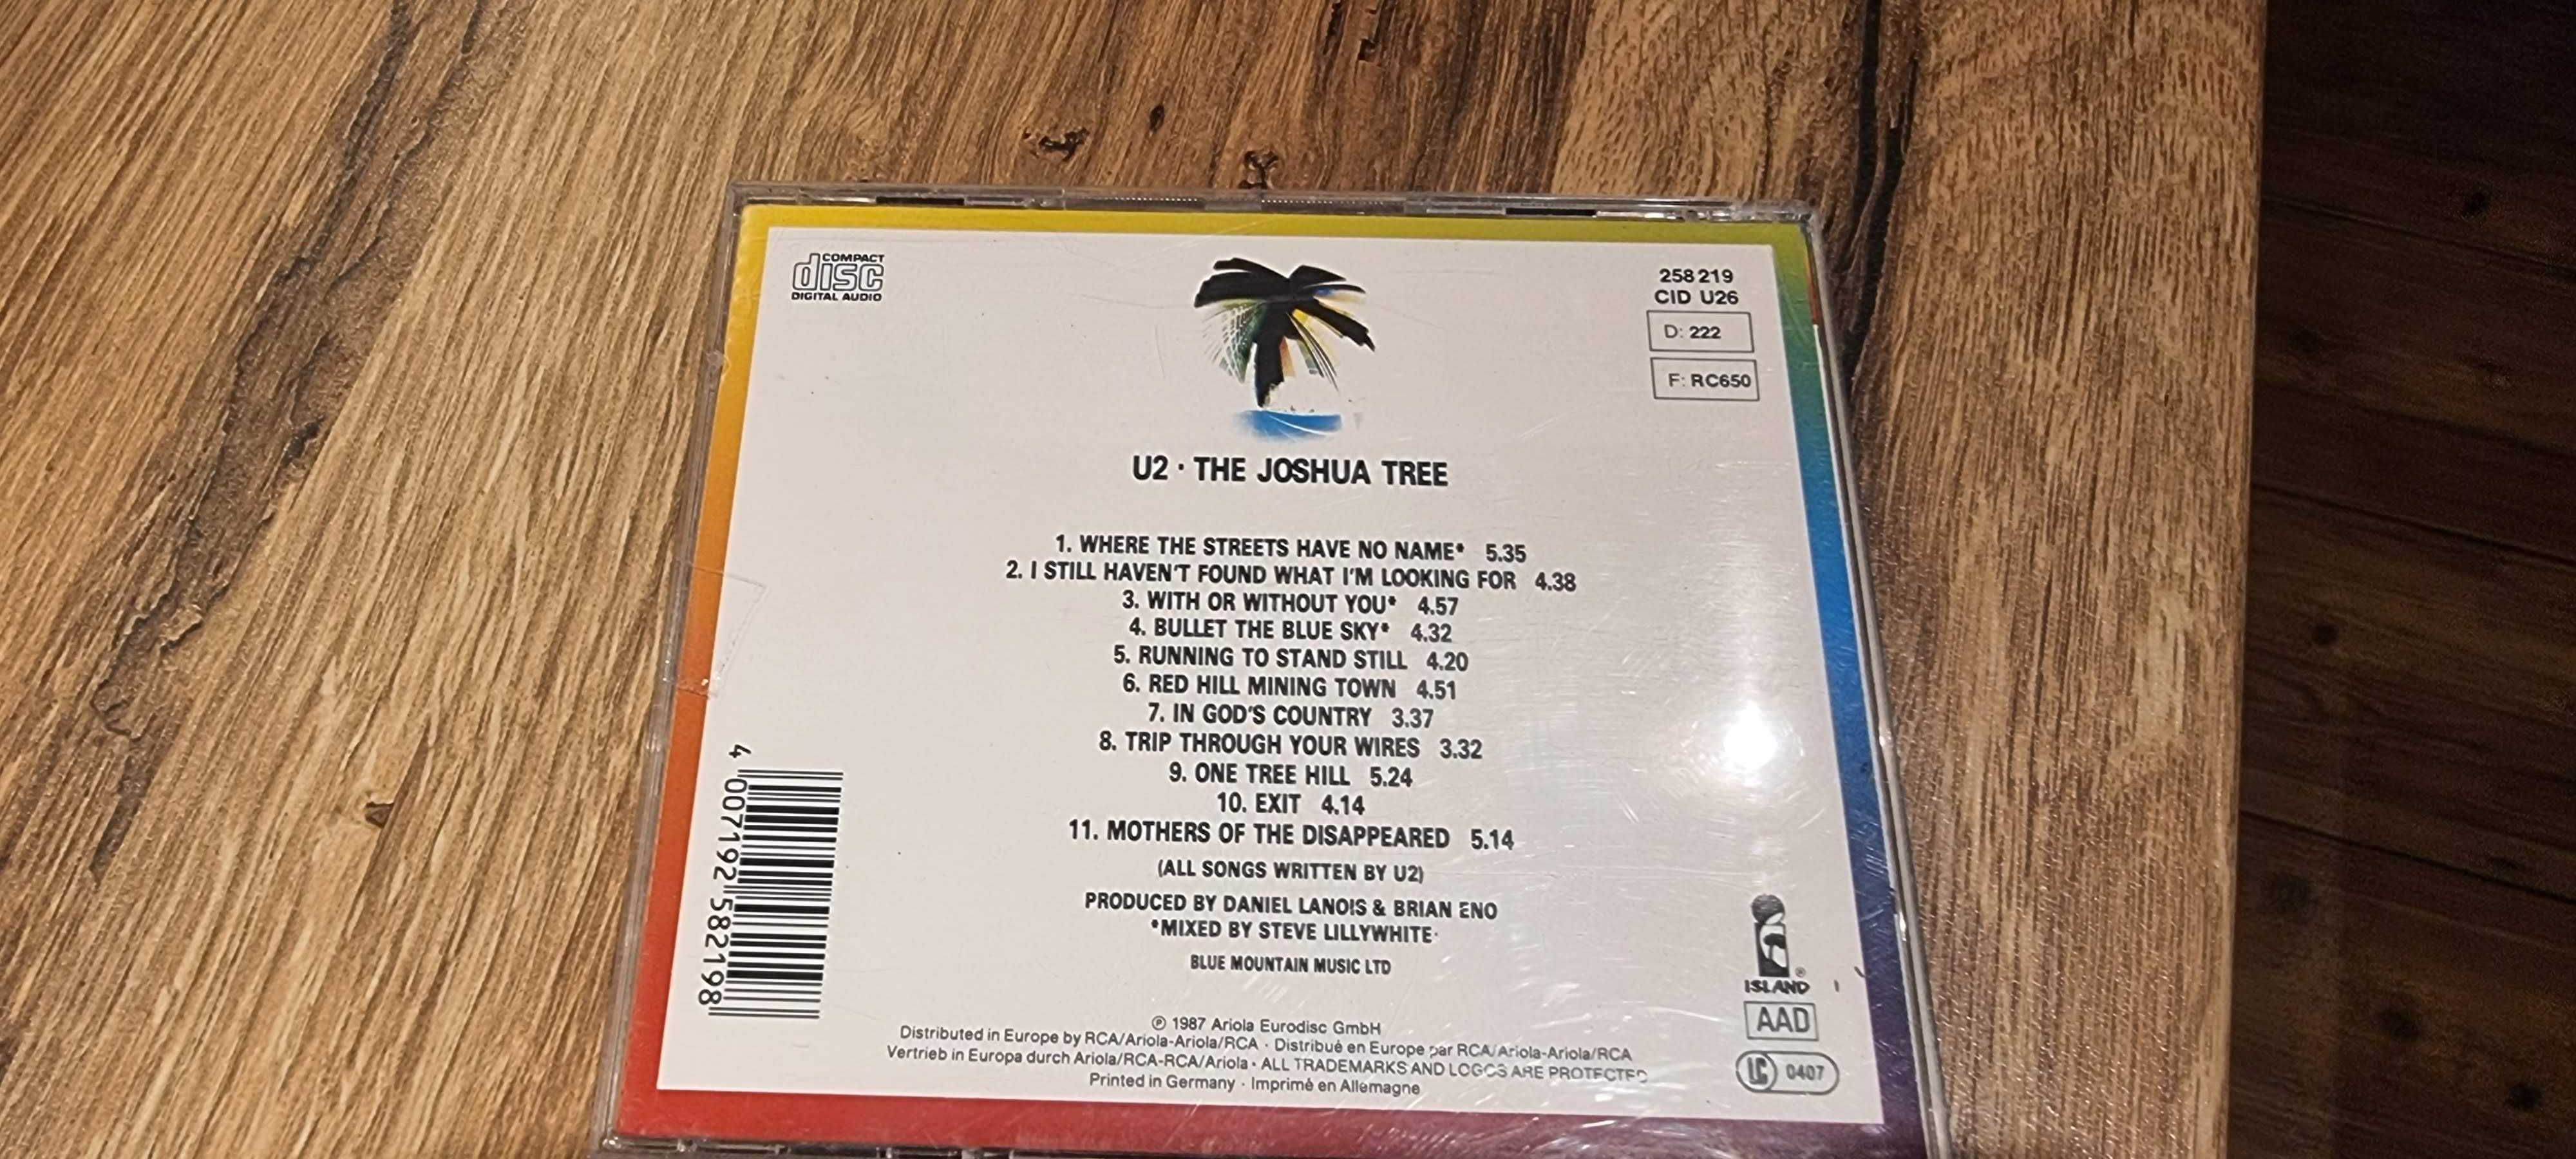 COMPACT
disc
DIGITAL AUDIO
258 219
CID U26
D: 222
F: RC650
U2 · THE JOSHUA TREE
1. WHERE THE STREETS HAVE NO NAME* 5.35
2. I STILL HAVEN'T FOUND WHAT I'M LOOKING FOR 4.38
3. WITH OR WITHOUT YOU* 4.57
4. BULLET THE BLUE SKY* 4.32
5. RUNNING TO STAND STILL 4.20
6. RED HILL MINING TOWN 4.51
7. IN GOD'S COUNTRY 3.37
8. TRIP THROUGH YOUR WIRES 3.32
9. ONE TREE HILL 5.24
10. EXIT 4.14
11. MOTHERS OF THE DISAPPEARED 5.14
(ALL SONGS WRITTEN BY U2)
PRODUCED BY DANIEL LANOIS & BRIAN ENO
*MIXED BY STEVE LILLYWHITE
BLUE MOUNTAIN MUSIC LTD
℗ 1987 Ariola Eurodisc GmbH
Distributed in Europe by RCA/Ariola-Ariola/RCA · Distribué en Europe par RCA/Ariola-Ariola/RCA
Vertrieb in Europa durch Ariola/RCA-RCA/Ariola · ALL TRADEMARKS AND LOGOS ARE PROTECTED
Printed in Germany · Imprimé en Allemagne
4 007192 582198
ISLAND ®
AAD
LC 0407